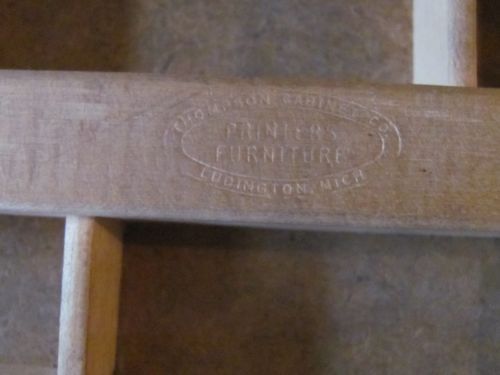 THOMPSON CABINET CO.
PRINTERS
FURNITURE
LUDINGTON, MICH